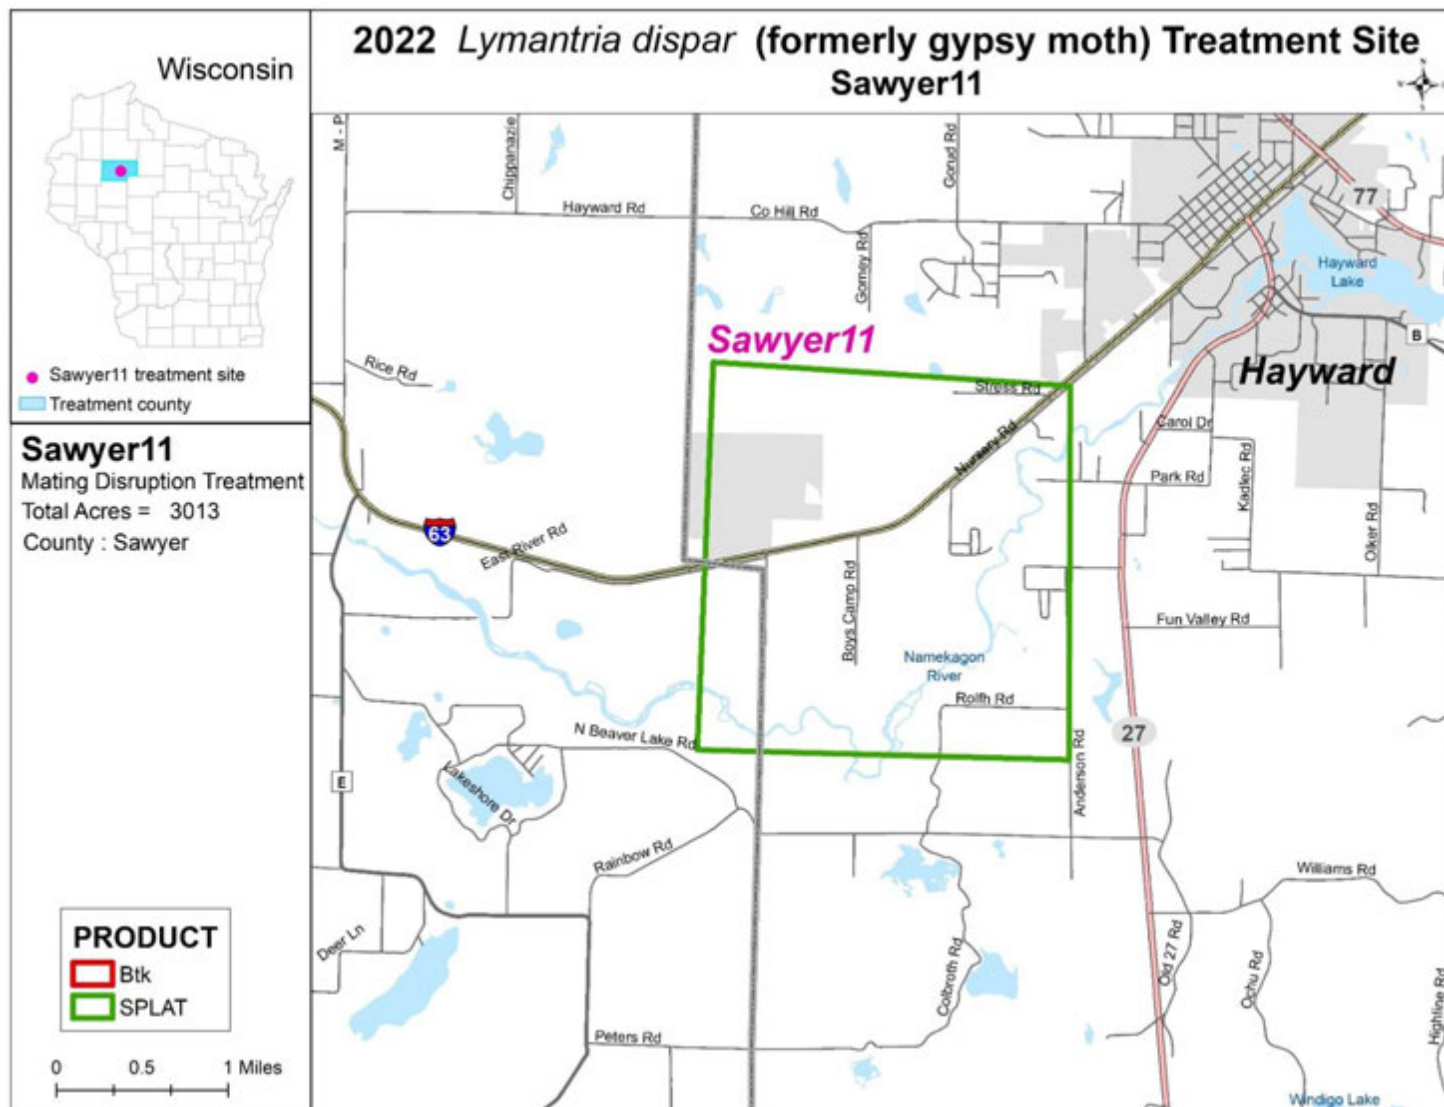 2022 Lymantria dispar (formerly gypsy moth) Treatment Site
Sawyer11
Wisconsin
Sawyer11 treatment site
Treatment county
Sawyer11
Mating Disruption Treatment
Total Acres = 3013
County : Sawyer
PRODUCT
Btk
SPLAT
0 0.5 1 Miles
M - P
Chippanazie
Hayward Rd
Co Hill Rd
Gorud Rd
Gorney Rd
77
Hayward
Lake
B
Sawyer11
Hayward
Rice Rd
Stress Rd
Nursery Rd
Carol Dr
Park Rd
Kadlec Rd
Olker Rd
63
East River Rd
Boys Camp Rd
Fun Valley Rd
Namekagon
River
Rolfh Rd
N Beaver Lake Rd
27
Anderson Rd
E
Lakeshore Dr
Rainbow Rd
Williams Rd
Deer Ln
Colbroth Rd
Old 27 Rd
Ochu Rd
Highline Rd
Peters Rd
Windigo Lake